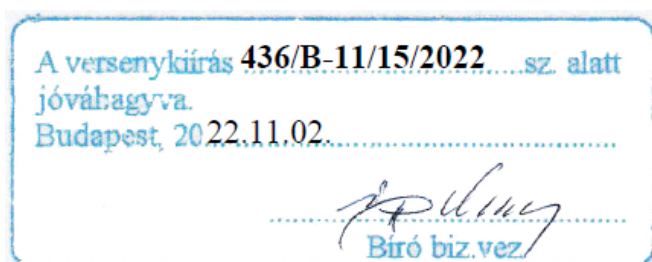 A versenykiírás 436/B-11/15/2022 sz. alatt
jóváhagyva.
Budapest, 2022.11.02.
Bíró biz.vez.